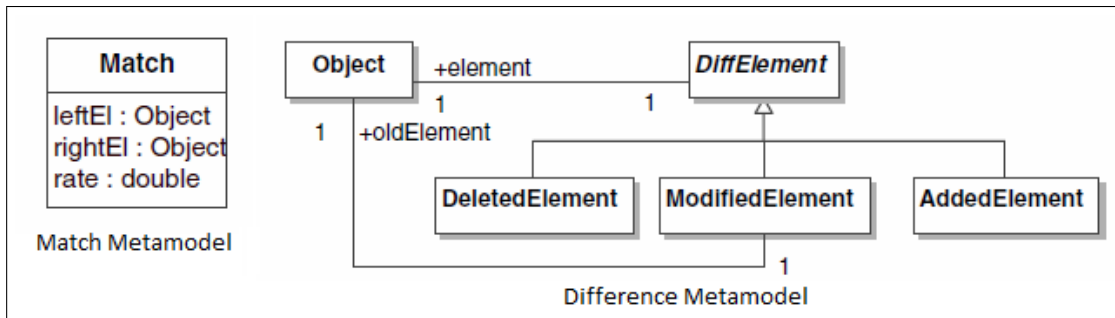 Match
leftEl : Object
rightEl : Object
rate : double
Match Metamodel
Object
+element
1
1
DiffElement
1
+oldElement
DeletedElement
ModifiedElement
AddedElement
1
Difference Metamodel